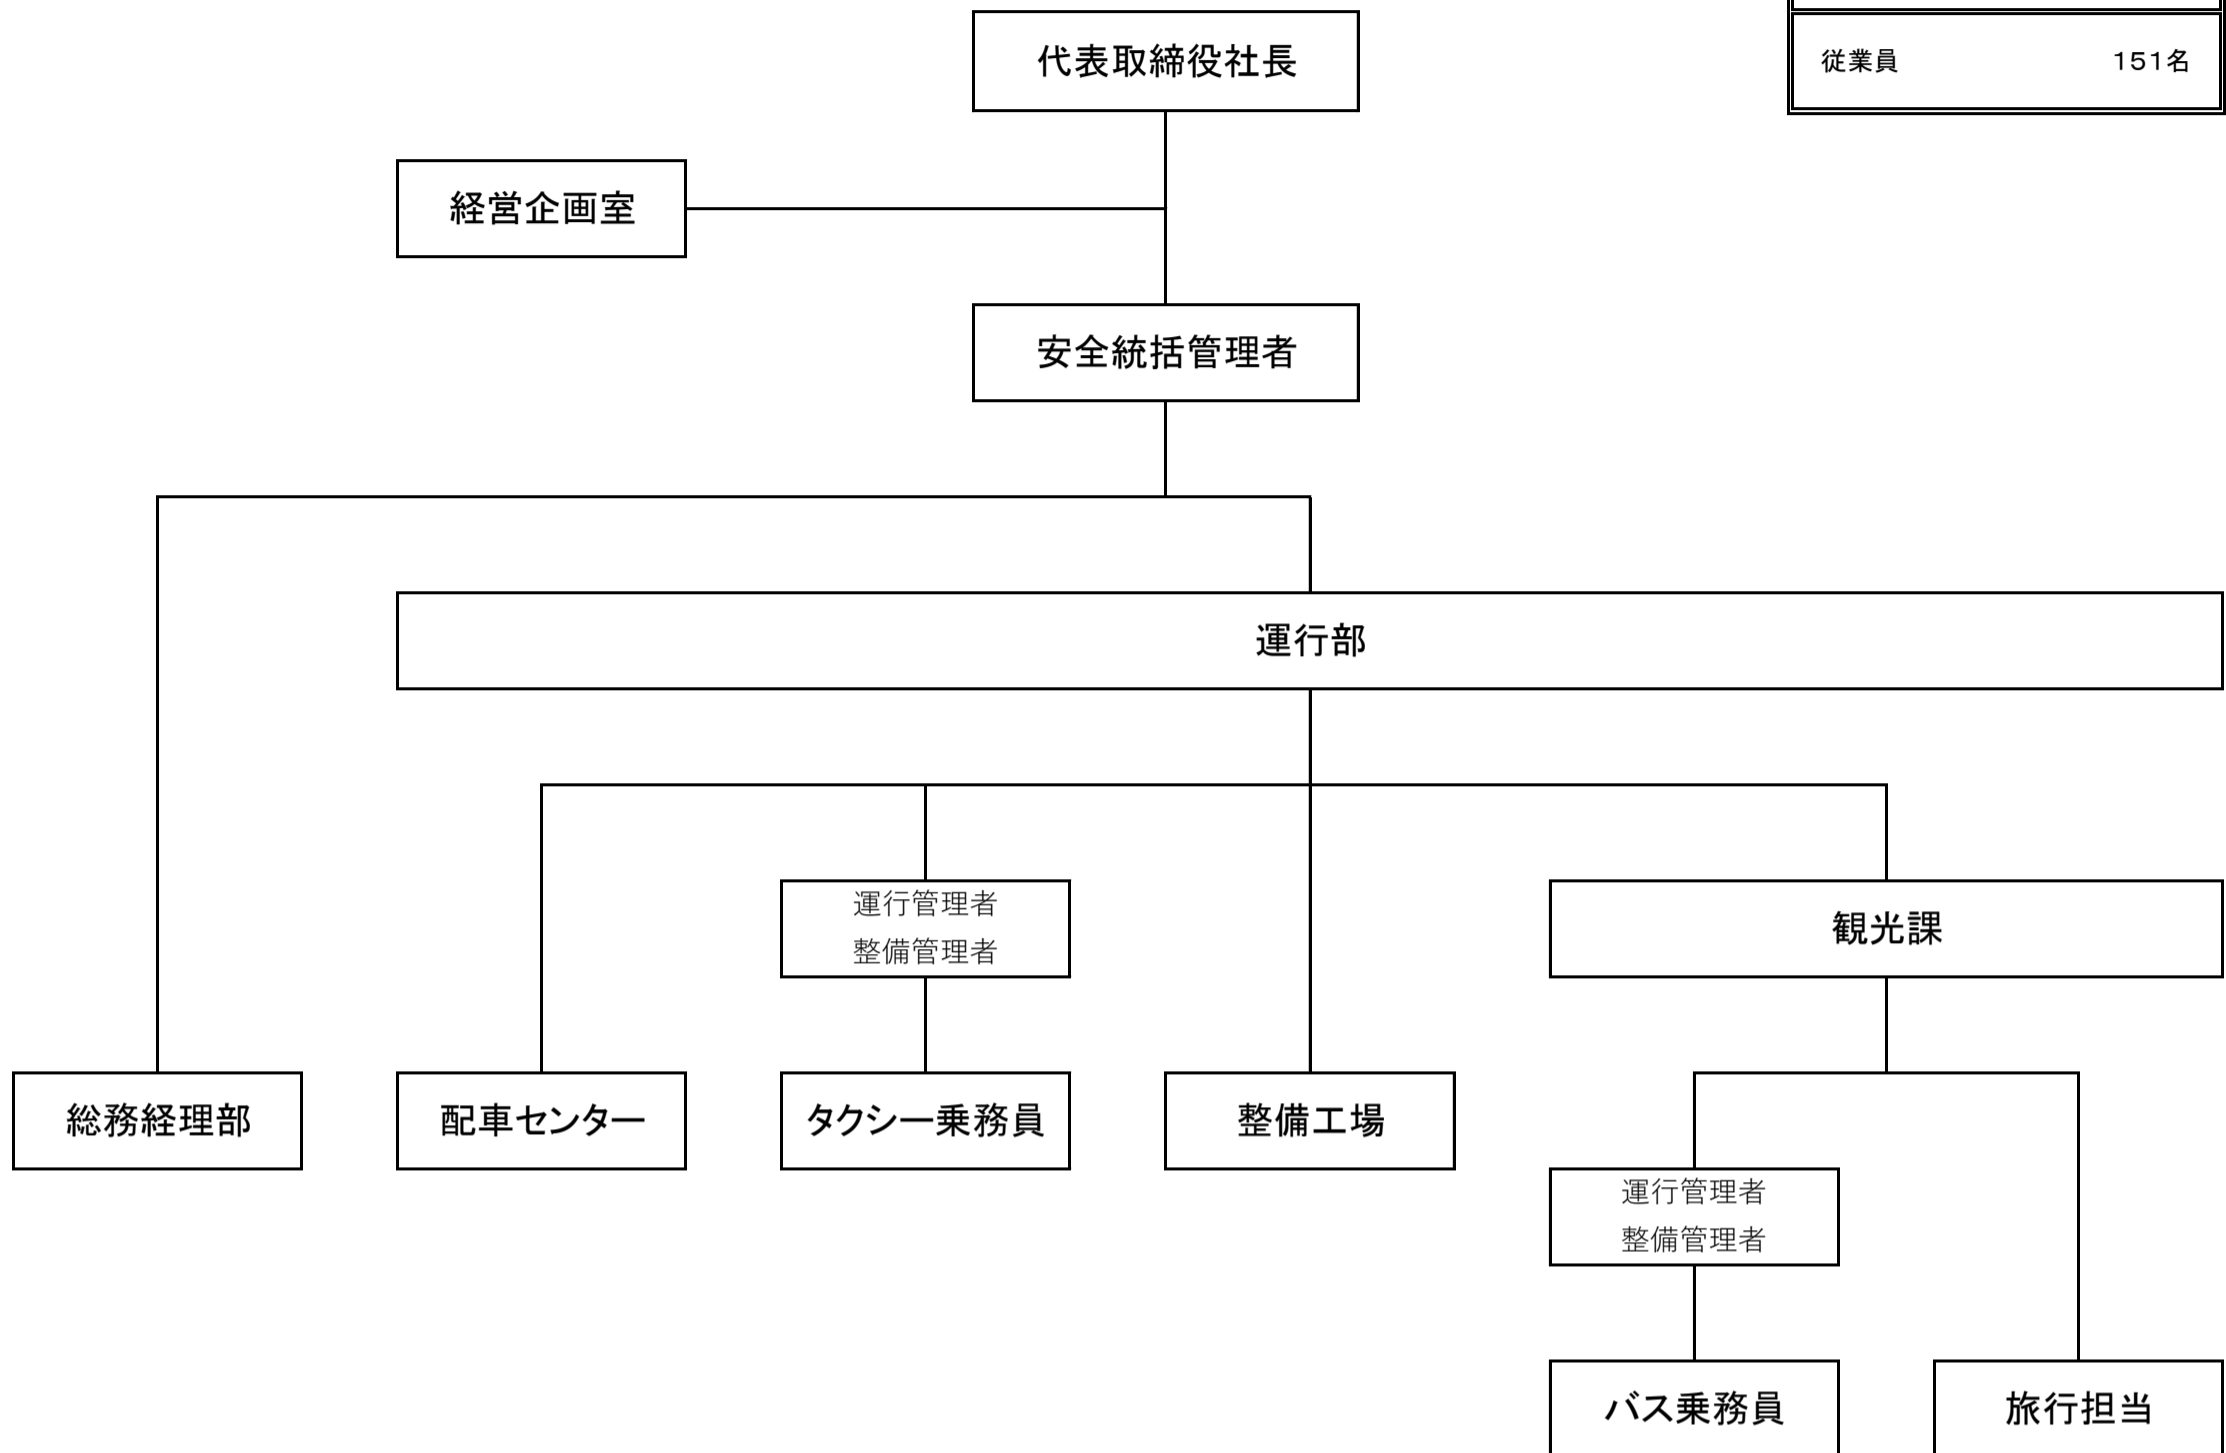 代表取締役社長
従業員 151名
経営企画室
安全統括管理者
運行部
運行管理者
整備管理者
観光課
総務経理部
配車センター
タクシー乗務員
整備工場
運行管理者
整備管理者
バス乗務員
旅行担当